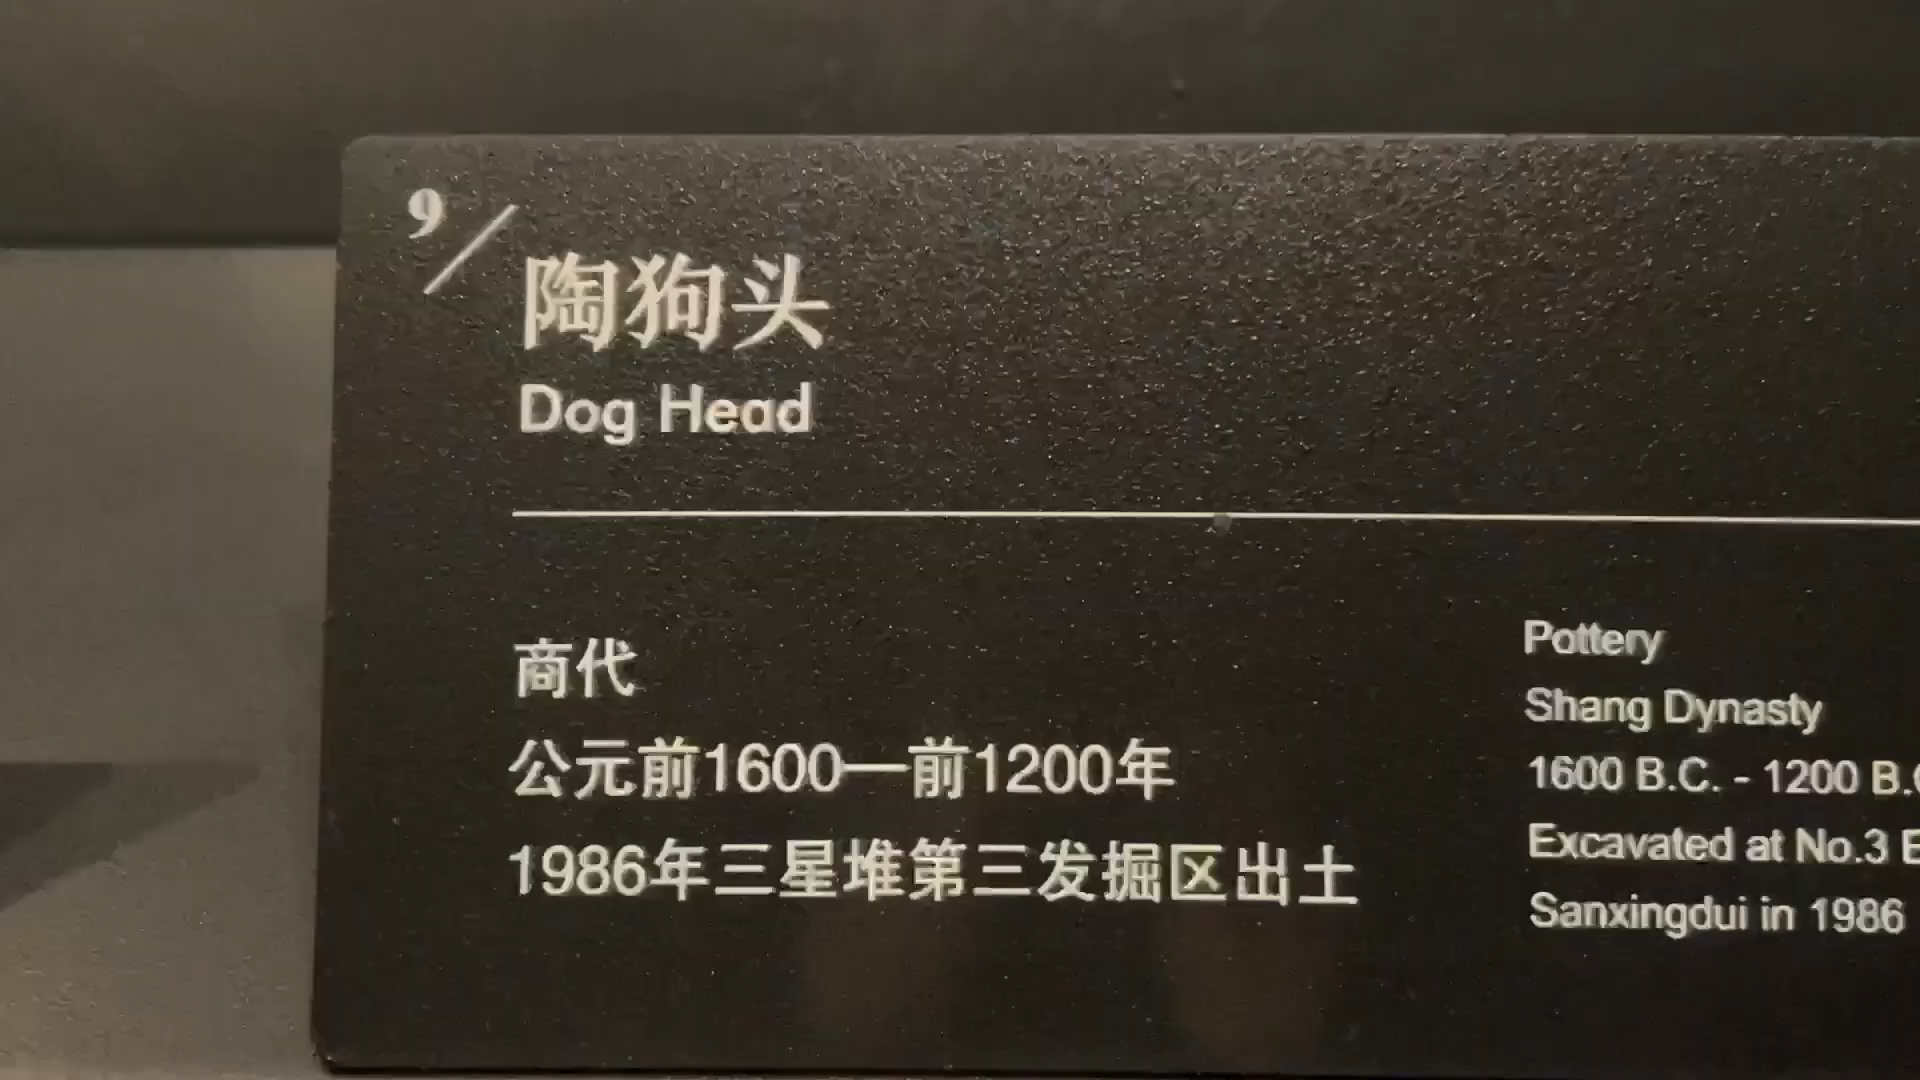 9
陶狗头
Dog Head
商代
公元前1600—前1200年
1986年三星堆第三发掘区出土
Pottery
Shang Dynasty
1600 B.C. - 1200 B.
Excavated at No.3
Sanxingdui in 1986